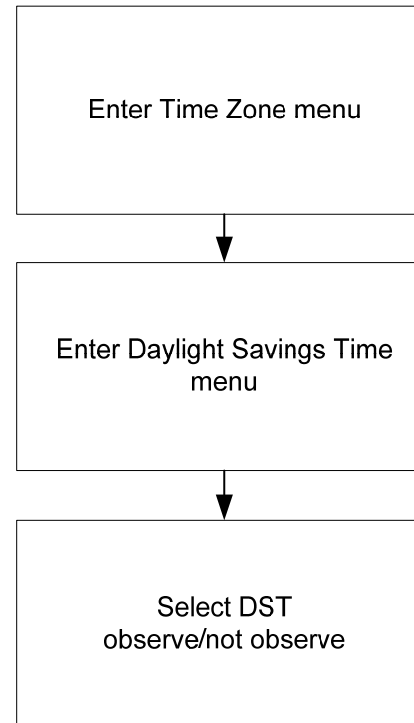 Enter Time Zone menu
Enter Daylight Savings Time
menu
Select DST
observe/not observe